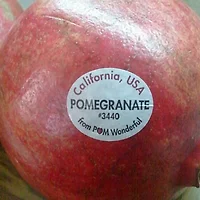 California, USA
POMEGRANATE
#3440
from POM Wonderful